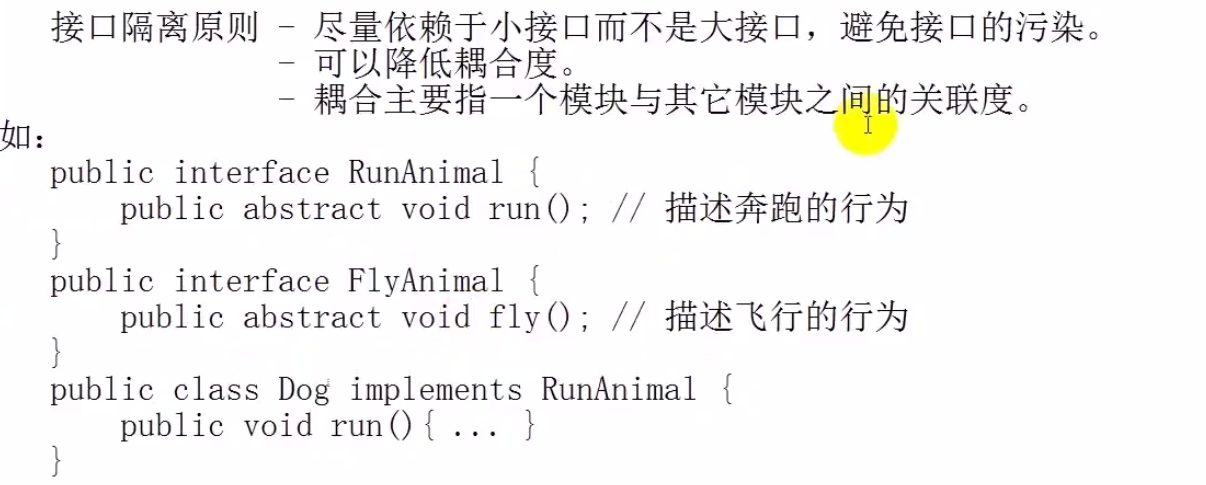 接口隔离原则 - 尽量依赖于小接口而不是大接口，避免接口的污染。
- 可以降低耦合度。
- 耦合主要指一个模块与其它模块之间的关联度。
如：
public interface RunAnimal {
public abstract void run(); // 描述奔跑的行为
}
public interface FlyAnimal {
public abstract void fly(); // 描述飞行的行为
}
public class Dog implements RunAnimal {
public void run(){ ... }
}